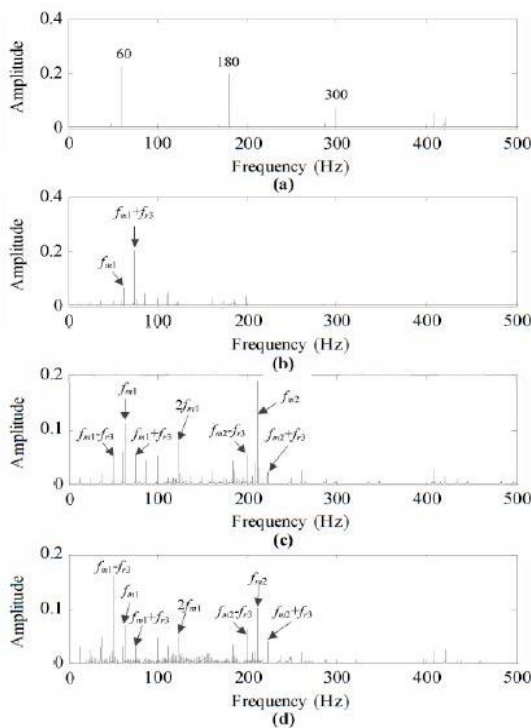 0.4
0.2
0
Amplitude
60
180
300
0 100 200 300 400 500
Frequency (Hz)
(a)
0.4
0.2
0
Amplitude
fm1+fr3
fm1
0 100 200 300 400 500
Frequency (Hz)
(b)
0.2
0.1
0
Amplitude
fm1
fm2
2fm1
fm1-fr3
fm1+fr3
fm2-fr3
fm2+fr3
0 100 200 300 400 500
Frequency (Hz)
(c)
0.2
0.1
0
Amplitude
fm1-fr3
fm1
fm2
2fm1
fm1+fr3
fm2-fr3
fm2+fr3
0 100 200 300 400 500
Frequency (Hz)
(d)